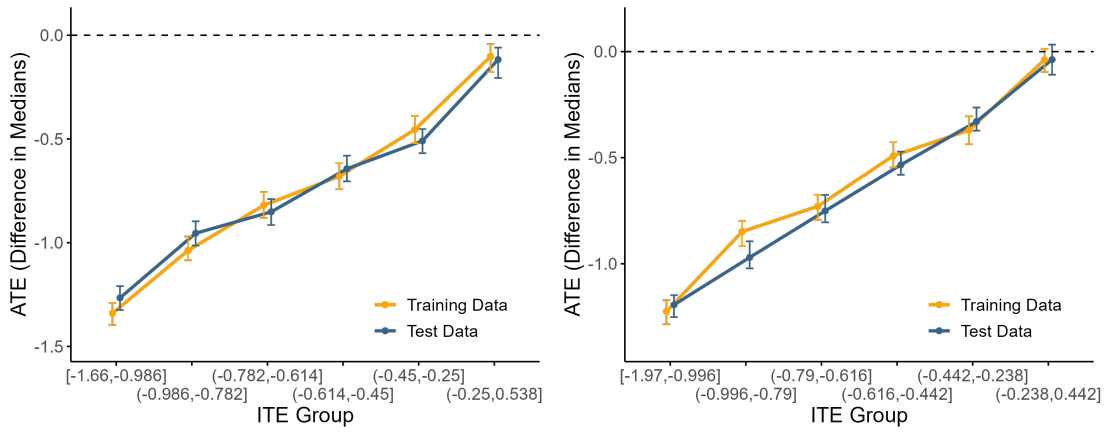 0.0
-0.5
-1.0
-1.5
ATE (Difference in Medians)
Training Data
Test Data
[-1.66,-0.986]
(-0.986,-0.782]
(-0.782,-0.614]
(-0.614,-0.45]
(-0.45,-0.25]
(-0.25,0.538]
ITE Group
0.0
-0.5
-1.0
ATE (Difference in Medians)
Training Data
Test Data
[-1.97,-0.996]
(-0.996,-0.79]
(-0.79,-0.616]
(-0.616,-0.442]
(-0.442,-0.238]
(-0.238,0.442]
ITE Group